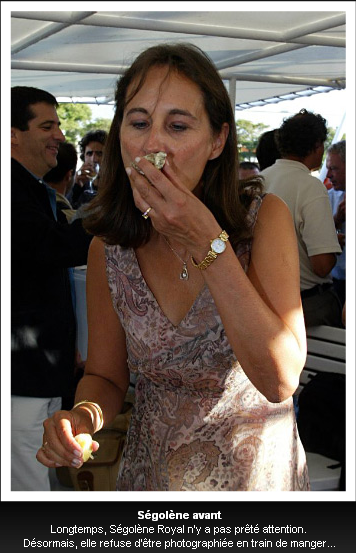 Ségolène avant
Longtemps, Ségolène Royal n'y a pas prêté attention.
Désormais, elle refuse d'être photographiée en train de manger...